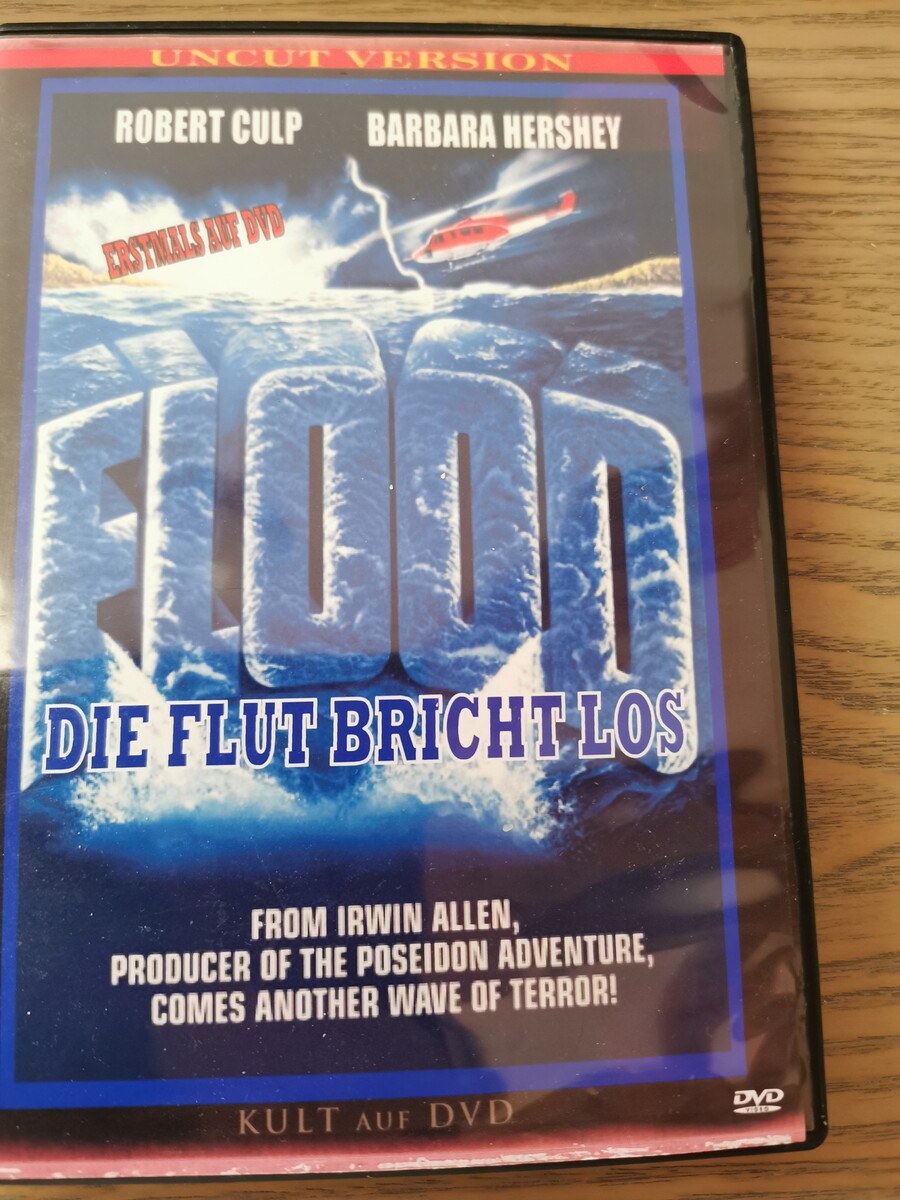 UNCUT VERSION
ROBERT CULP BARBARA HERSHEY
ERSTMALS AUF DVD
FLOOD
DIE FLUT BRICHT LOS
FROM IRWIN ALLEN,
PRODUCER OF THE POSEIDON ADVENTURE,
COMES ANOTHER WAVE OF TERROR!
KULT AUF DVD
DVD
VIDEO